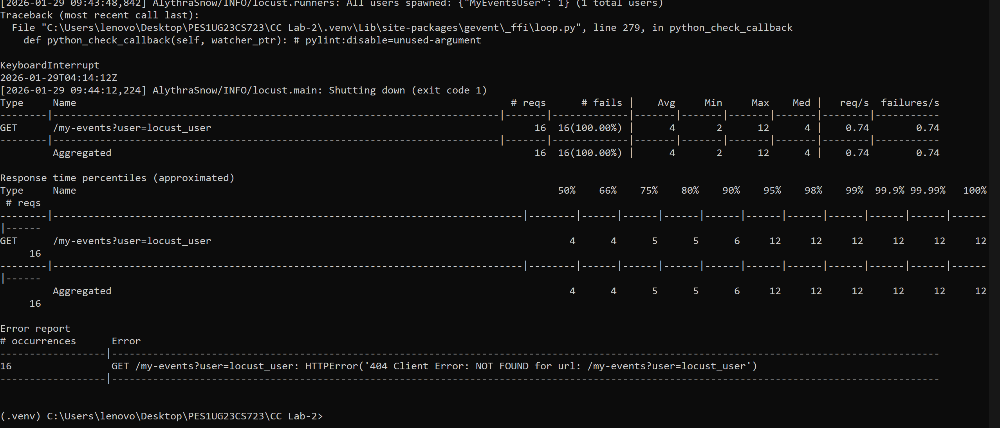 [2026-01-29 09:43:48,842] AlythraSnow/INFO/locust.runners: All users spawned: {"MyEventsUser": 1} (1 total users)
Traceback (most recent call last):
  File "C:\Users\lenovo\Desktop\PES1UG23CS723\CC Lab-2\.venv\Lib\site-packages\gevent\_ffi\loop.py", line 279, in python_check_callback
    def python_check_callback(self, watcher_ptr): # pylint:disable=unused-argument
KeyboardInterrupt
2026-01-29T04:14:12Z
[2026-01-29 09:44:12,224] AlythraSnow/INFO/locust.main: Shutting down (exit code 1)
Type     Name                                                                          # reqs      # fails |    Avg     Min     Max    Med |   req/s  failures/s
--------|----------------------------------------------------------------------------|-------|-------------|-------|-------|-------|-------|--------|-----------
GET      /my-events?user=locust_user                                                       16  16(100.00%) |      4       2      12      4 |    0.74        0.74
--------|----------------------------------------------------------------------------|-------|-------------|-------|-------|-------|-------|--------|-----------
         Aggregated                                                                        16  16(100.00%) |      4       2      12      4 |    0.74        0.74
Response time percentiles (approximated)
Type     Name                                                                                  50%    66%    75%    80%    90%    95%    98%    99%  99.9% 99.99%   100%
 # reqs
--------|--------------------------------------------------------------------------------|--------|------|------|------|------|------|------|------|------|------|------
|------
GET      /my-events?user=locust_user                                                             4      4      5      5      6     12     12     12     12     12     12
     16
--------|--------------------------------------------------------------------------------|--------|------|------|------|------|------|------|------|------|------|------
|------
         Aggregated                                                                              4      4      5      5      6     12     12     12     12     12     12
     16
Error report
# occurrences      Error
------------------|---------------------------------------------------------------------------------------------------------------------------------------------
16                 GET /my-events?user=locust_user: HTTPError('404 Client Error: NOT FOUND for url: /my-events?user=locust_user')
------------------|---------------------------------------------------------------------------------------------------------------------------------------------
(.venv) C:\Users\lenovo\Desktop\PES1UG23CS723\CC Lab-2>